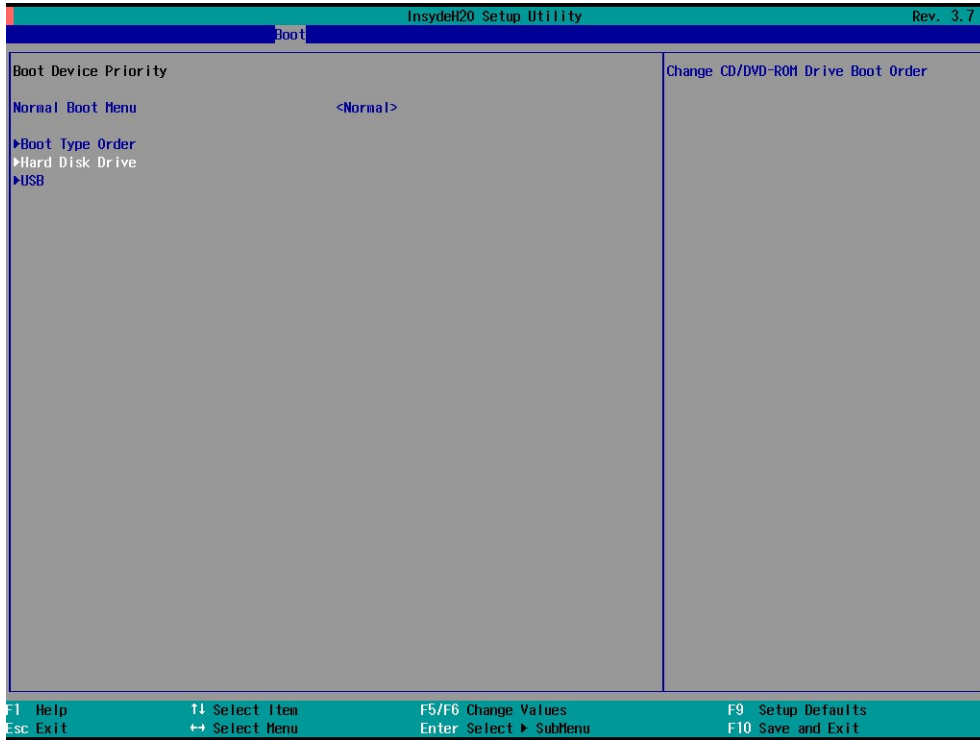 InsydeH20 Setup Utility Rev. 3.7
Boot
Boot Device Priority
Normal Boot Menu <Normal>
▶Boot Type Order
▶Hard Disk Drive
▶USB
Change CD/DVD-ROM Drive Boot Order
F1 Help ↑↓ Select Item F5/F6 Change Values F9 Setup Defaults
Esc Exit ↔ Select Menu Enter Select ▶ SubMenu F10 Save and Exit